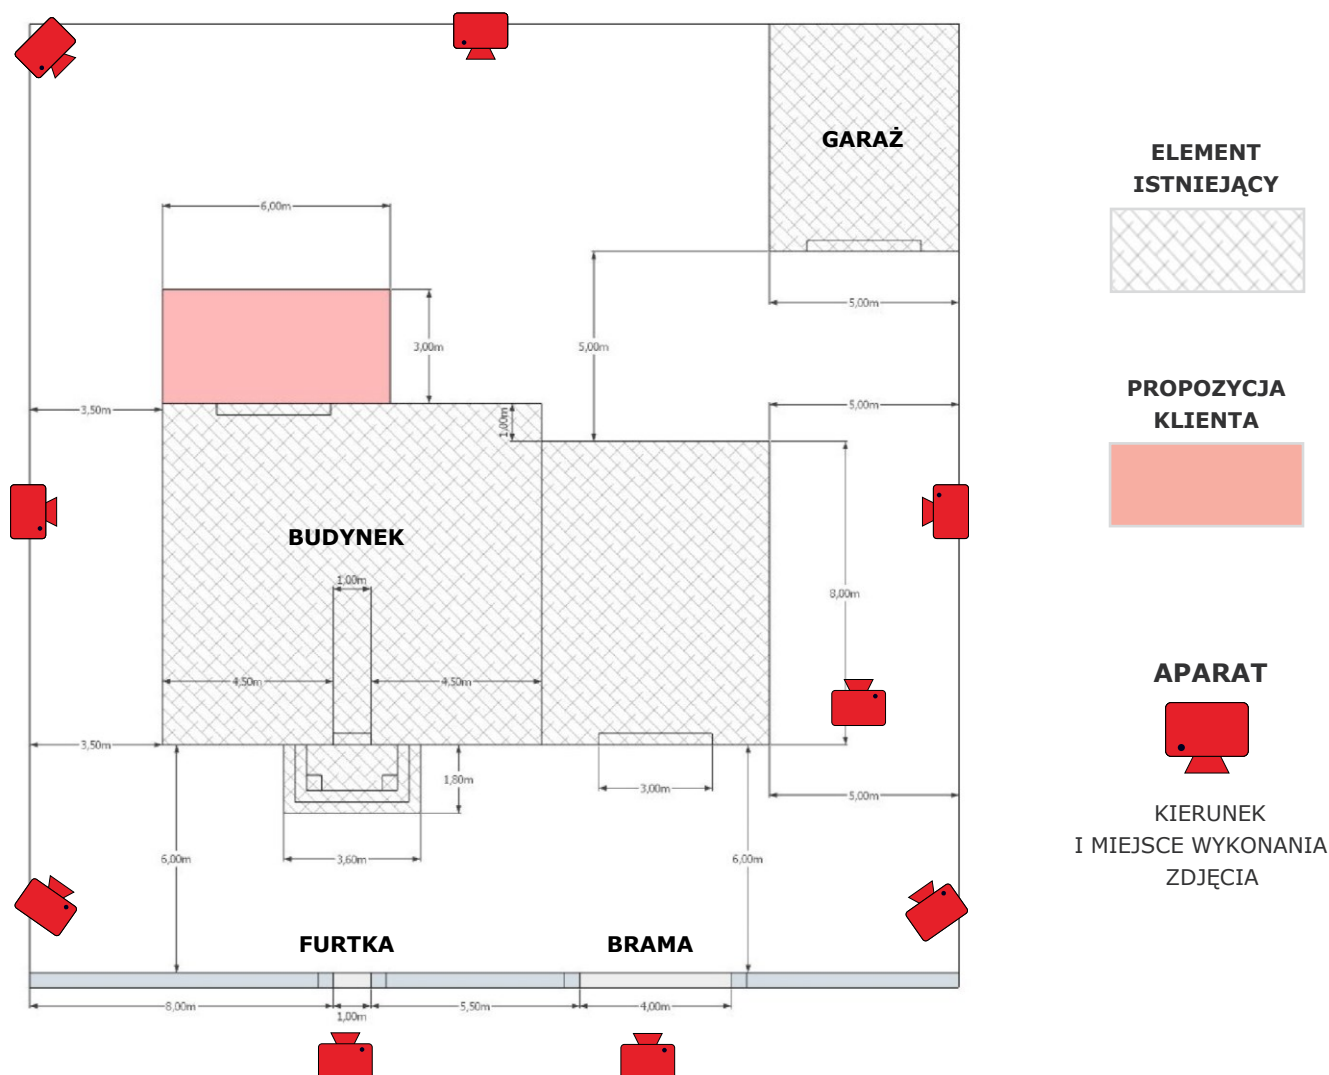 GARAŻ
ELEMENT
ISTNIEJĄCY
6,00m
5,00m
3,00m
5,00m
PROPOZYCJA
KLIENTA
3,50m
5,00m
1,00m
BUDYNEK
1,00m
8,00m
4,50m
4,50m
APARAT
3,50m
1,80m
3,00m
5,00m
KIERUNEK
I MIEJSCE WYKONANIA
ZDJĘCIA
6,00m
3,60m
6,00m
FURTKA
BRAMA
8,00m
1,00m
5,50m
4,00m